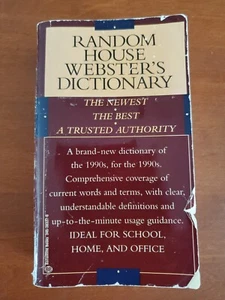 RANDOM
HOUSE
WEBSTER'S
DICTIONARY
THE NEWEST
•
THE BEST
•
A TRUSTED AUTHORITY
A brand-new dictionary of
the 1990s, for the 1990s.
Comprehensive coverage of
current words and terms, with clear,
understandable definitions and
up-to-the-minute usage guidance.
IDEAL FOR SCHOOL,
HOME, AND OFFICE